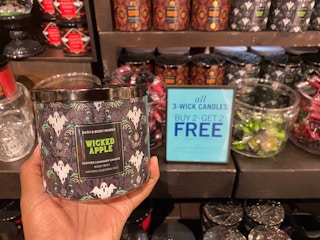 BATH & BODY WORKS
WICKED
APPLE
all
3-WICK CANDLES
BUY 2 - GET 2
FREE